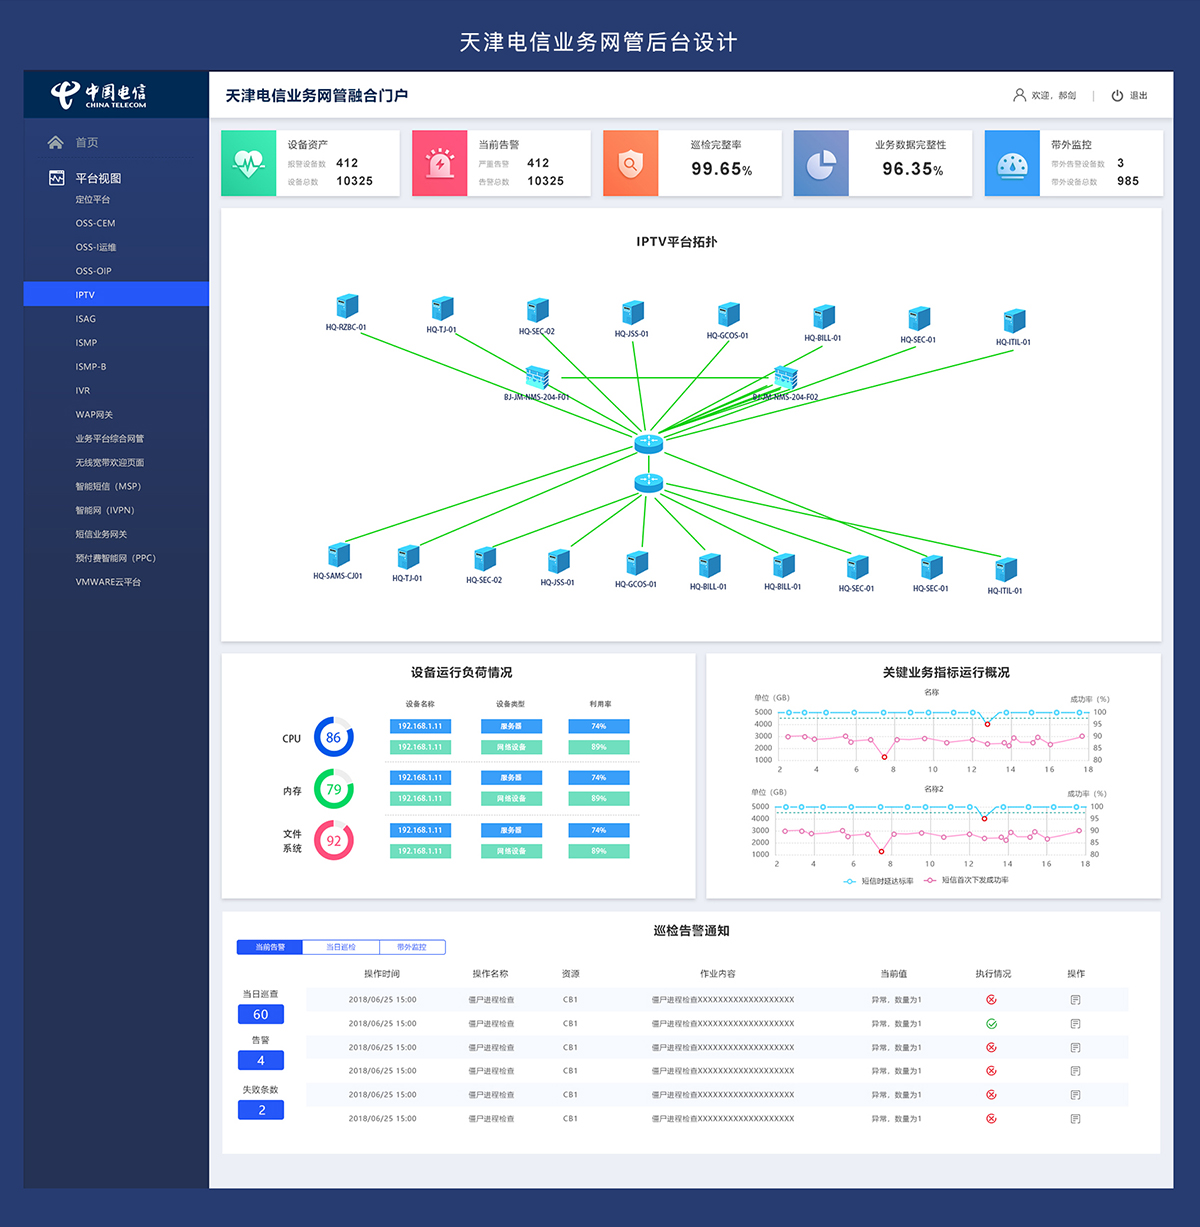 天津电信业务网管后台设计
中国电信
CHINA TELECOM
天津电信业务网管融合门户
欢迎，郝剑 | 退出
首页
平台视图
定位平台
OSS-CEM
OSS-I运维
OSS-OIP
IPTV
ISAG
ISMP
ISMP-B
IVR
WAP网关
业务平台综合网管
无线宽带欢迎页面
智能短信（MSP）
智能网（IVPN）
短信业务网关
预付费智能网（PPC）
VMWARE云平台
设备资产
报警设备数 412
设备总数 10325
当前告警
严重告警 412
告警总数 10325
巡检完整率
99.65%
业务数据完整性
96.35%
带外监控
带外告警设备数 3
带外设备总数 985
IPTV平台拓扑
HQ-RZBC-01
HQ-TJ-01
HQ-SEC-02
HQ-JSS-01
HQ-GCOS-01
HQ-BILL-01
HQ-SEC-01
HQ-ITIL-01
BJ-JM-NMS-204-F01
BJ-JM-NMS-204-F02
HQ-SAMS-CJ01
HQ-TJ-01
HQ-SEC-02
HQ-JSS-01
HQ-GCOS-01
HQ-BILL-01
HQ-BILL-01
HQ-SEC-01
HQ-SEC-01
HQ-ITIL-01
设备运行负荷情况
设备名称 设备类型 利用率
CPU 86
192.168.1.11 服务器 74%
192.168.1.11 网络设备 89%
内存 79
192.168.1.11 服务器 74%
192.168.1.11 网络设备 89%
文件
系统
92
192.168.1.11 服务器 74%
192.168.1.11 网络设备 89%
关键业务指标运行概况
名称
单位（GB） 成功率（%）
5000 100
4000 95
3000 90
2000 85
1000 80
2 4 6 8 10 12 14 16 18
名称2
单位（GB） 成功率（%）
5000 100
4000 95
3000 90
2000 85
1000 80
2 4 6 8 10 12 14 16 18
短信时延达标率 短信首次下发成功率
巡检告警通知
当前告警 当日巡检 带外监控
当日巡查
60
告警
4
失败条数
2
操作时间 操作名称 资源 作业内容 当前值 执行情况 操作
2018/06/25 15:00 僵尸进程检查 CB1 僵尸进程检查XXXXXXXXXXXXXXXXXXX 异常，数量为1
2018/06/25 15:00 僵尸进程检查 CB1 僵尸进程检查XXXXXXXXXXXXXXXXXXX 异常，数量为1
2018/06/25 15:00 僵尸进程检查 CB1 僵尸进程检查XXXXXXXXXXXXXXXXXXX 异常，数量为1
2018/06/25 15:00 僵尸进程检查 CB1 僵尸进程检查XXXXXXXXXXXXXXXXXXX 异常，数量为1
2018/06/25 15:00 僵尸进程检查 CB1 僵尸进程检查XXXXXXXXXXXXXXXXXXX 异常，数量为1
2018/06/25 15:00 僵尸进程检查 CB1 僵尸进程检查XXXXXXXXXXXXXXXXXXX 异常，数量为1